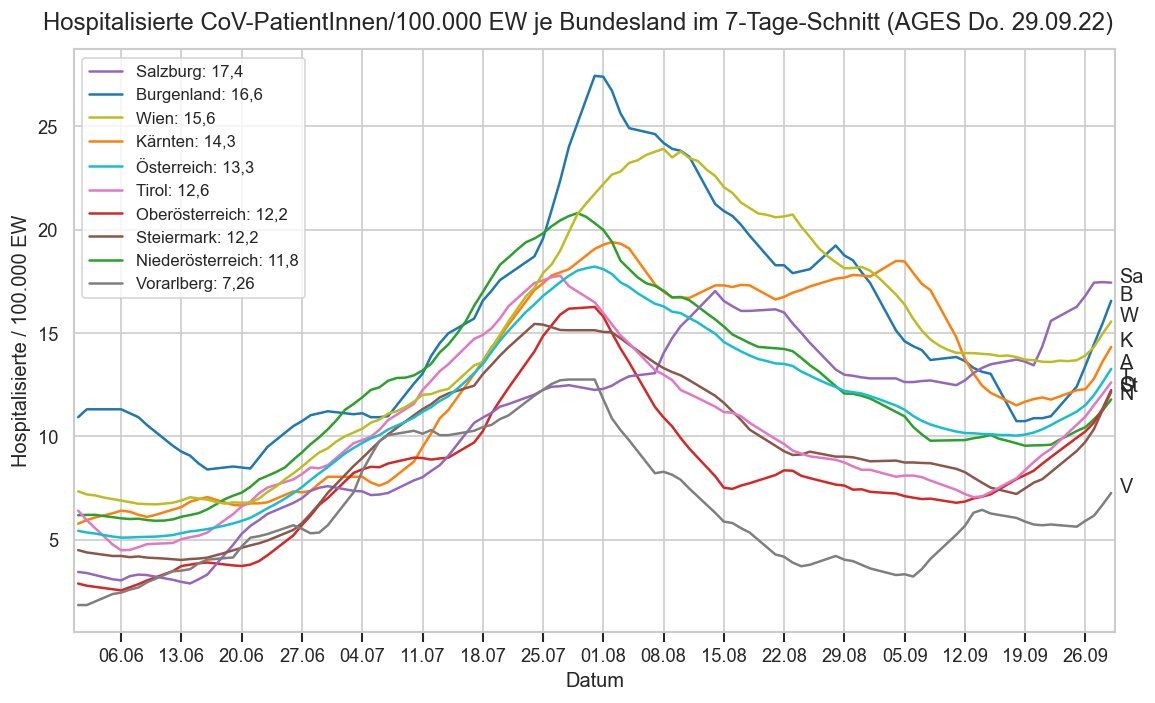 Hospitalisierte CoV-PatientInnen/100.000 EW je Bundesland im 7-Tage-Schnitt (AGES Do. 29.09.22)
Salzburg: 17,4
Burgenland: 16,6
Wien: 15,6
Kärnten: 14,3
Österreich: 13,3
Tirol: 12,6
Oberösterreich: 12,2
Steiermark: 12,2
Niederösterreich: 11,8
Vorarlberg: 7,26
Hospitalisierte / 100.000 EW
25
20
15
10
5
Sa
B
W
K
A
T
St
N
V
06.06 13.06 20.06 27.06 04.07 11.07 18.07 25.07 01.08 08.08 15.08 22.08 29.08 05.09 12.09 19.09 26.09
Datum